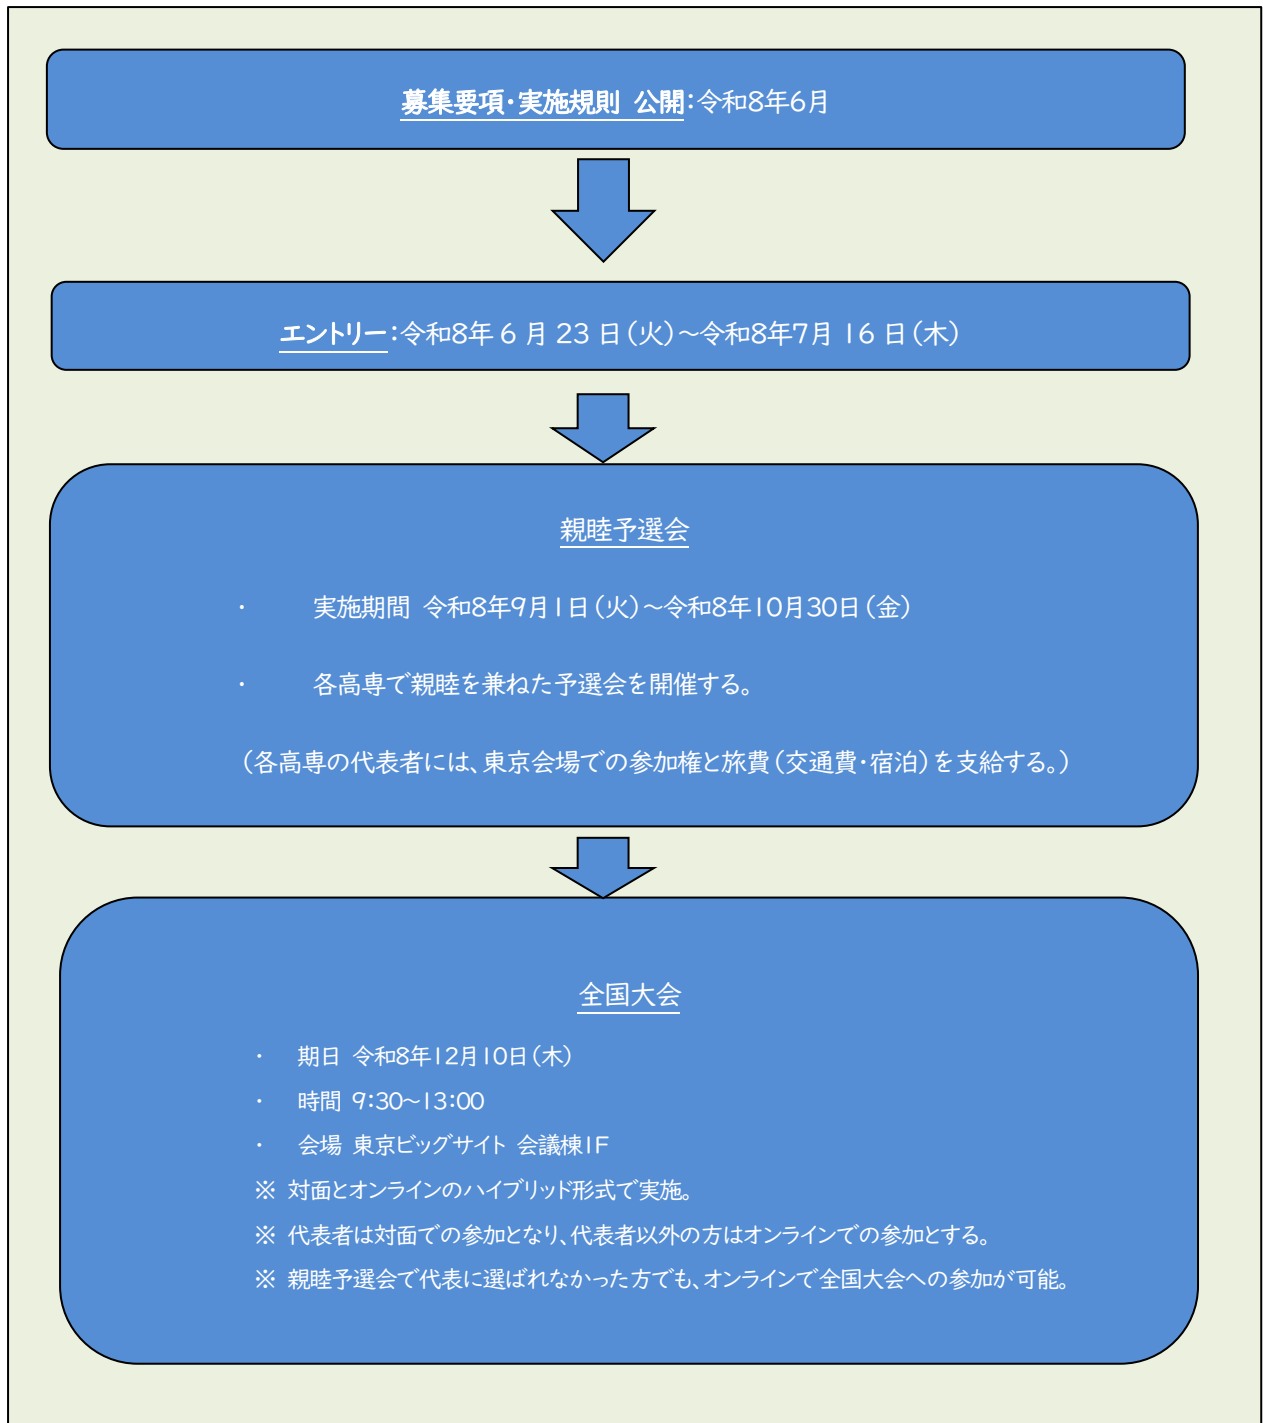 募集要項・実施規則 公開：令和8年6月
エントリー：令和8年 6 月 23 日（火）～令和8年7月 16 日（木）
親睦予選会
・ 実施期間 令和8年9月1日（火）～令和8年10月30日（金）
・ 各高専で親睦を兼ねた予選会を開催する。
（各高専の代表者には、東京会場での参加権と旅費（交通費・宿泊）を支給する。）
全国大会
・ 期日 令和8年12月10日（木）
・ 時間 9：30～13：00
・ 会場 東京ビッグサイト 会議棟1F
※ 対面とオンラインのハイブリッド形式で実施。
※ 代表者は対面での参加となり、代表者以外の方はオンラインでの参加とする。
※ 親睦予選会で代表に選ばれなかった方でも、オンラインで全国大会への参加が可能。